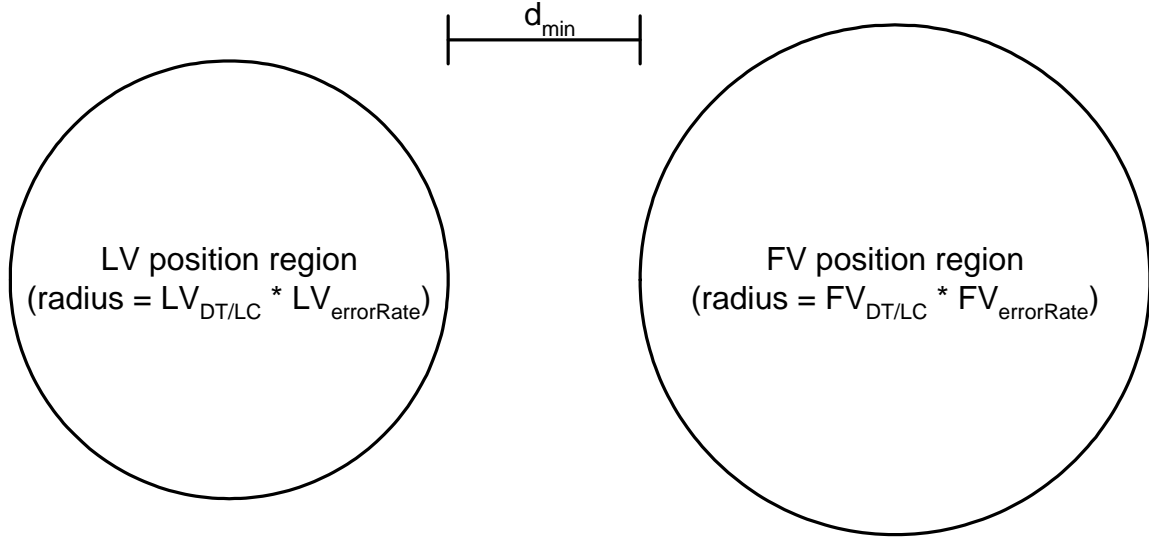 d_min
LV position region
(radius = LV_DT/LC * LV_errorRate)
FV position region
(radius = FV_DT/LC * FV_errorRate)